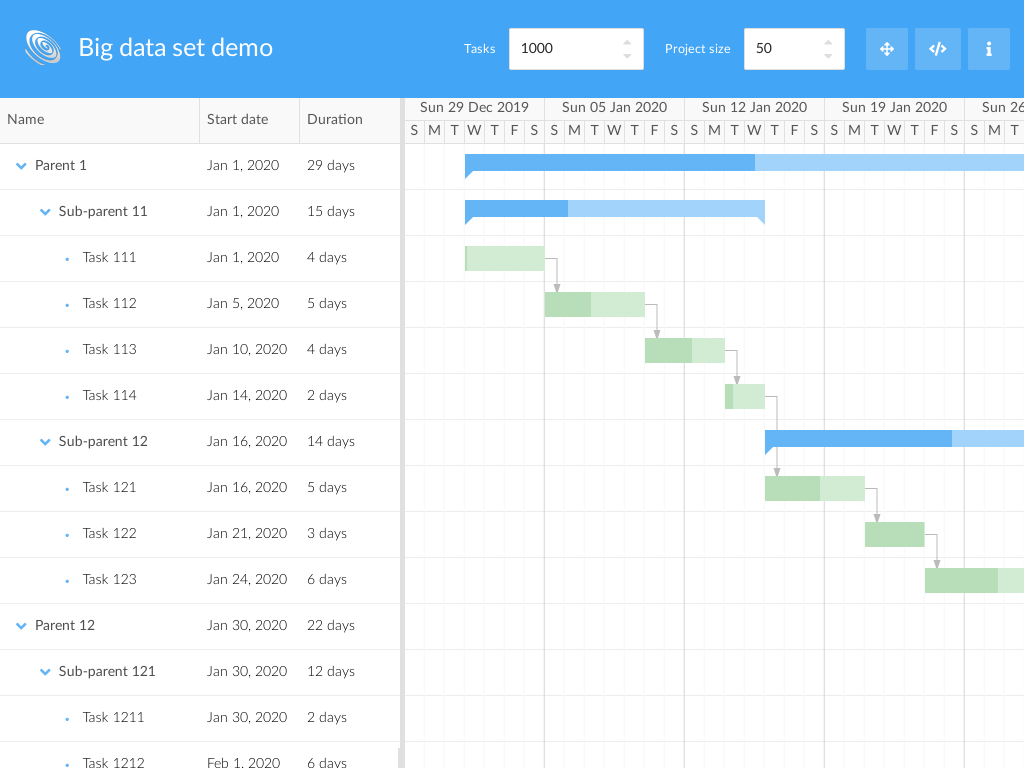 Big data set demo
Tasks 1000 Project size 50
Name Start date Duration
Sun 29 Dec 2019 Sun 05 Jan 2020 Sun 12 Jan 2020 Sun 19 Jan 2020 Sun 26
S M T W T F S S M T W T F S S M T W T F S S M T W T F S S M T
Parent 1 Jan 1, 2020 29 days
Sub-parent 11 Jan 1, 2020 15 days
Task 111 Jan 1, 2020 4 days
Task 112 Jan 5, 2020 5 days
Task 113 Jan 10, 2020 4 days
Task 114 Jan 14, 2020 2 days
Sub-parent 12 Jan 16, 2020 14 days
Task 121 Jan 16, 2020 5 days
Task 122 Jan 21, 2020 3 days
Task 123 Jan 24, 2020 6 days
Parent 12 Jan 30, 2020 22 days
Sub-parent 121 Jan 30, 2020 12 days
Task 1211 Jan 30, 2020 2 days
Task 1212 Feb 1, 2020 6 days